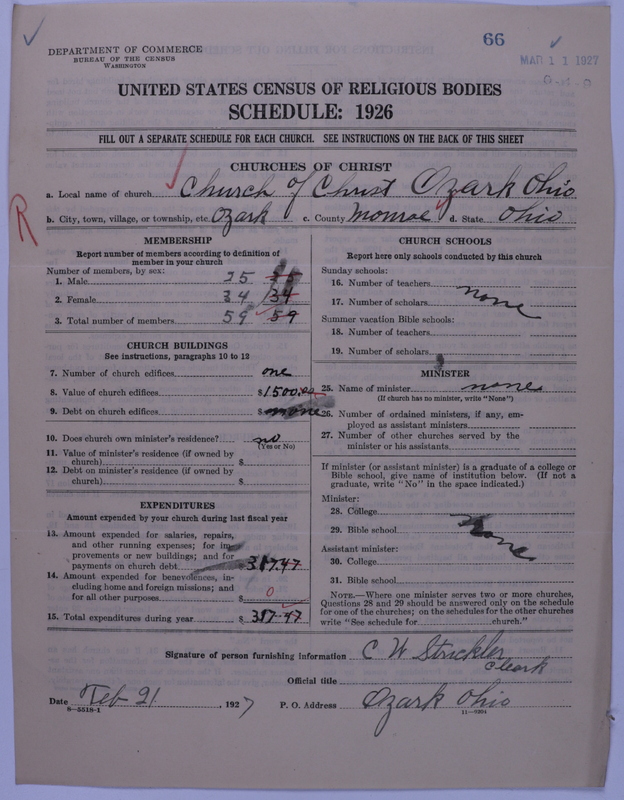 66
DEPARTMENT OF COMMERCE
BUREAU OF THE CENSUS
WASHINGTON
MAR 11 1927
UNITED STATES CENSUS OF RELIGIOUS BODIES
SCHEDULE: 1926
FILL OUT A SEPARATE SCHEDULE FOR EACH CHURCH. SEE INSTRUCTIONS ON THE BACK OF THIS SHEET
CHURCHES OF CHRIST
a. Local name of church Church of Christ Ozark Ohio
R
b. City, town, village, or township, etc. Ozark c. County Monroe d. State Ohio
MEMBERSHIP
Report number of members according to definition of
member in your church
Number of members, by sex:
1. Male 25 25
2. Female 34 34
3. Total number of members 59 59
CHURCH BUILDINGS
See instructions, paragraphs 10 to 12
7. Number of church edifices one
8. Value of church edifices $1500.00
9. Debt on church edifices $ none
10. Does church own minister's residence? no
(Yes or No)
11. Value of minister's residence (if owned by
church) $
12. Debt on minister's residence (if owned by
church) $
EXPENDITURES
Amount expended by your church during last fiscal year
13. Amount expended for salaries, repairs,
and other running expenses; for im-
provements or new buildings; and for
payments on church debt $317.47
14. Amount expended for benevolences, in-
cluding home and foreign missions; and
for all other purposes $ 0
15. Total expenditures during year $ 317.47
CHURCH SCHOOLS
Report here only schools conducted by this church
Sunday schools:
16. Number of teachers
17. Number of scholars none
Summer vacation Bible schools:
18. Number of teachers
19. Number of scholars
MINISTER
25. Name of minister none
(If church has no minister, write "None")
26. Number of ordained ministers, if any, em-
ployed as assistant ministers
27. Number of other churches served by the
minister or his assistants
If minister (or assistant minister) is a graduate of a college or
Bible school, give name of institution below. (If not a
graduate, write "No" in the space indicated.)
Minister:
28. College
29. Bible school none
Assistant minister:
30. College
31. Bible school
NOTE.—Where one minister serves two or more churches,
Questions 28 and 29 should be answered only on the schedule
for one of the churches; on the schedules for the other churches
write "See schedule for church."
Signature of person furnishing information C W Strickler
Official title Cleark
Date Feb 21, 1927 P. O. Address Ozark Ohio
8-5518-1 11-9394